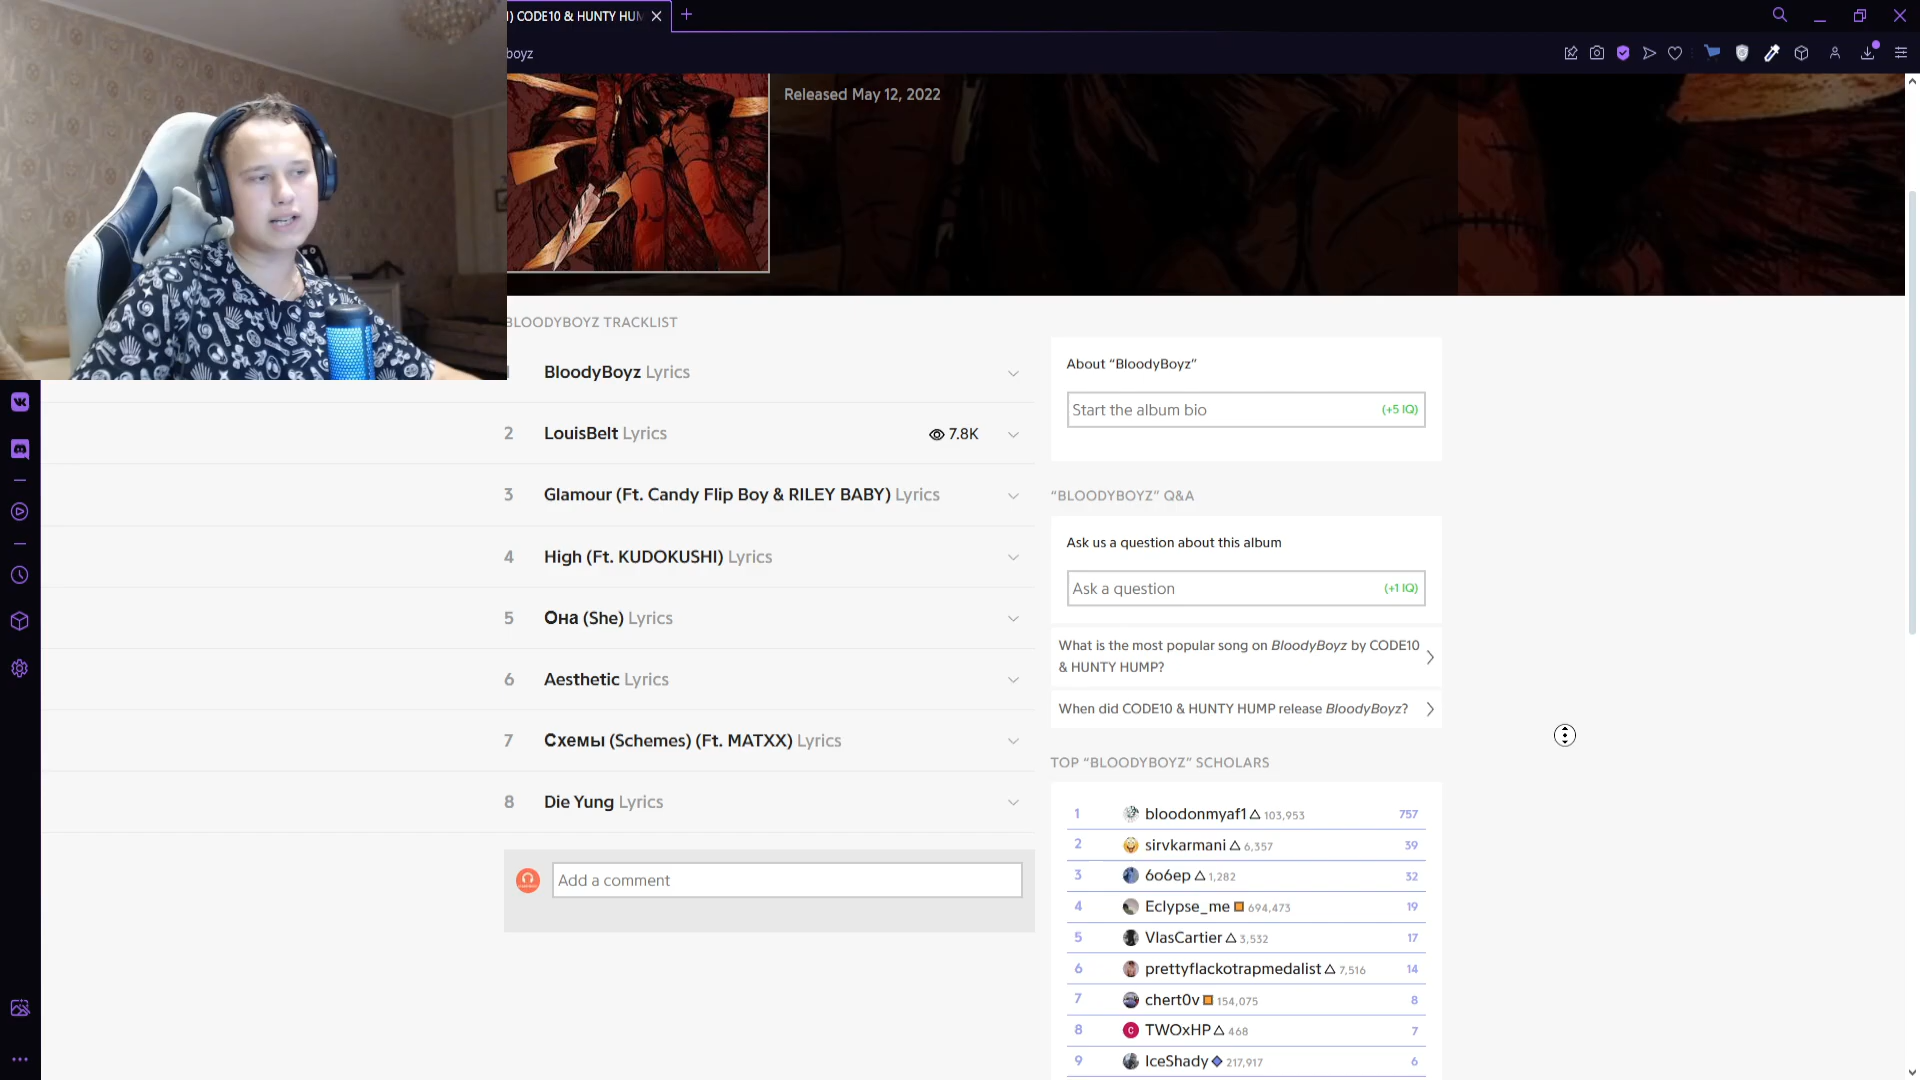 ) CODE10 & HUNTY HUM
boyz
Released May 12, 2022
BLOODYBOYZ TRACKLIST
BloodyBoyz Lyrics
2 LouisBelt Lyrics 7.8K
3 Glamour (Ft. Candy Flip Boy & RILEY BABY) Lyrics
4 High (Ft. KUDOKUSHI) Lyrics
5 Она (She) Lyrics
6 Aesthetic Lyrics
7 Схемы (Schemes) (Ft. MATXX) Lyrics
8 Die Yung Lyrics
Add a comment
About “BloodyBoyz”
Start the album bio (+5 IQ)
“BLOODYBOYZ” Q&A
Ask us a question about this album
Ask a question (+1 IQ)
What is the most popular song on BloodyBoyz by CODE10
& HUNTY HUMP?
When did CODE10 & HUNTY HUMP release BloodyBoyz?
TOP “BLOODYBOYZ” SCHOLARS
1 bloodonmyaf1 103,953 757
2 sirvkarmani 6,357 39
3 6o6ep 1,282 32
4 Eclypse_me 694,473 19
5 VlasCartier 3,532 17
6 prettyflackotrapmedalist 7,516 14
7 chert0v 154,075 8
8 TWOxHP 468 7
9 IceShady 217,917 6